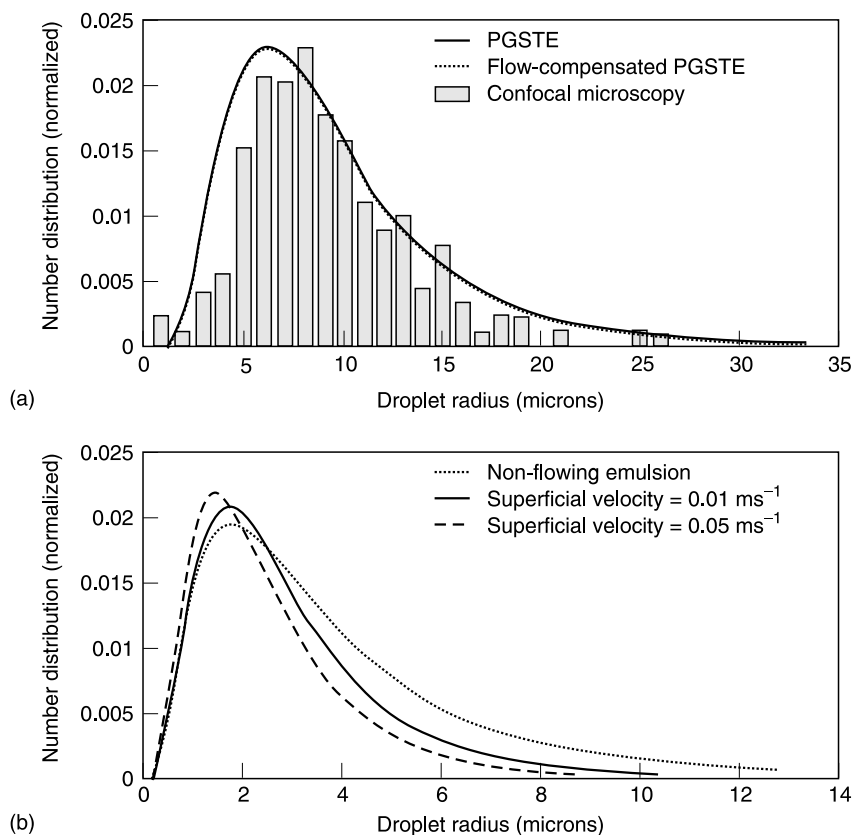 0.025
0.02
0.015
0.01
0.005
0
Number distribution (normalized)
PGSTE
Flow-compensated PGSTE
Confocal microscopy
5 10 15 20 25 30 35
Droplet radius (microns)
(a)
0.025
0.02
0.015
0.01
0.005
0
Number distribution (normalized)
Non-flowing emulsion
Superficial velocity = 0.01 ms⁻¹
Superficial velocity = 0.05 ms⁻¹
0 2 4 6 8 10 12 14
Droplet radius (microns)
(b)